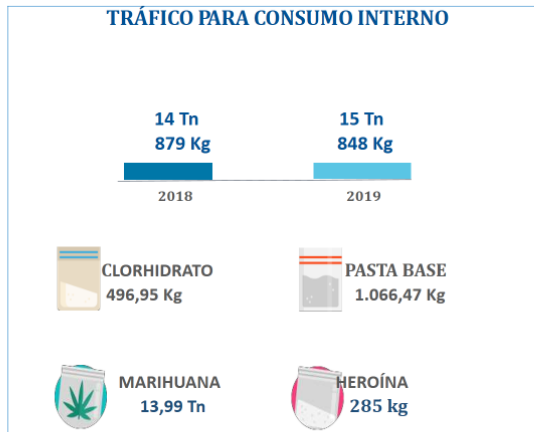 TRÁFICO PARA CONSUMO INTERNO
14 Tn
879 Kg
15 Tn
848 Kg
2018
2019
CLORHIDRATO
496,95 Kg
PASTA BASE
1.066,47 Kg
MARIHUANA
13,99 Tn
HEROÍNA
285 kg